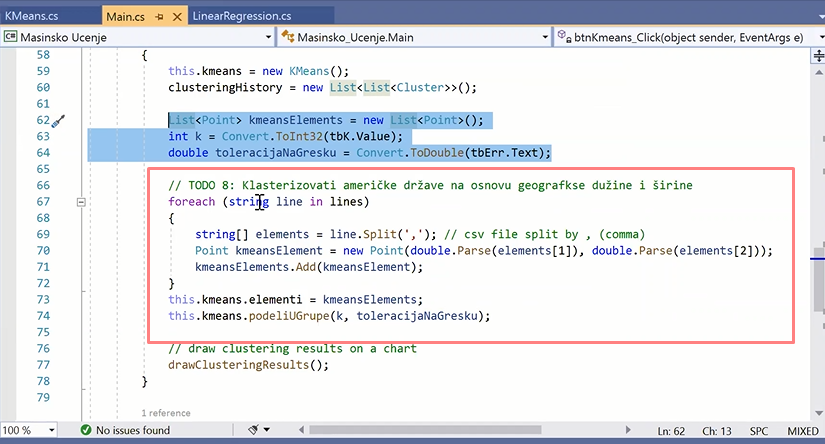 KMeans.cs Main.cs LinearRegression.cs
Masinsko Ucenje Masinsko_Ucenje.Main btnKmeans_Click(object sender, EventArgs e)
58 {
59 this.kmeans = new KMeans();
60 clusteringHistory = new List<List<Cluster>>();
61
62 List<Point> kmeansElements = new List<Point>();
63 int k = Convert.ToInt32(tbK.Value);
64 double toleracijaNaGresku = Convert.ToDouble(tbErr.Text);
65
66 // TODO 8: Klasterizovati američke države na osnovu geografkse dužine i širine
67 foreach (string line in lines)
68 {
69 string[] elements = line.Split(','); // csv file split by , (comma)
70 Point kmeansElement = new Point(double.Parse(elements[1]), double.Parse(elements[2]));
71 kmeansElements.Add(kmeansElement);
72 }
73 this.kmeans.elementi = kmeansElements;
74 this.kmeans.podeliUGrupe(k, toleracijaNaGresku);
75
76 // draw clustering results on a chart
77 drawClusteringResults();
78 }
79
1 reference
100 % No issues found Ln: 62 Ch: 13 SPC MIXED